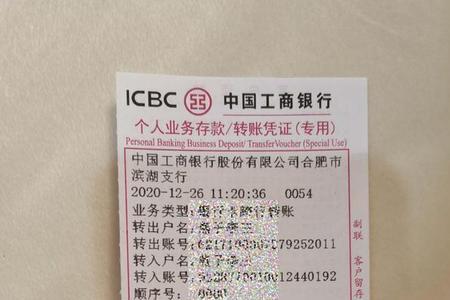 ICBC 中国工商银行
个人业务存款/转账凭证(专用)
Personal Banking Business Deposit/ TransferVoucher (Special Use)
中国工商银行股份有限公司合肥市
滨湖支行
2020-12-26 11:20:36 0054
业务类型:
转账
转出户名:
转出账号:
转入户名:
转入账号:
顺序号:
制联 客户留存